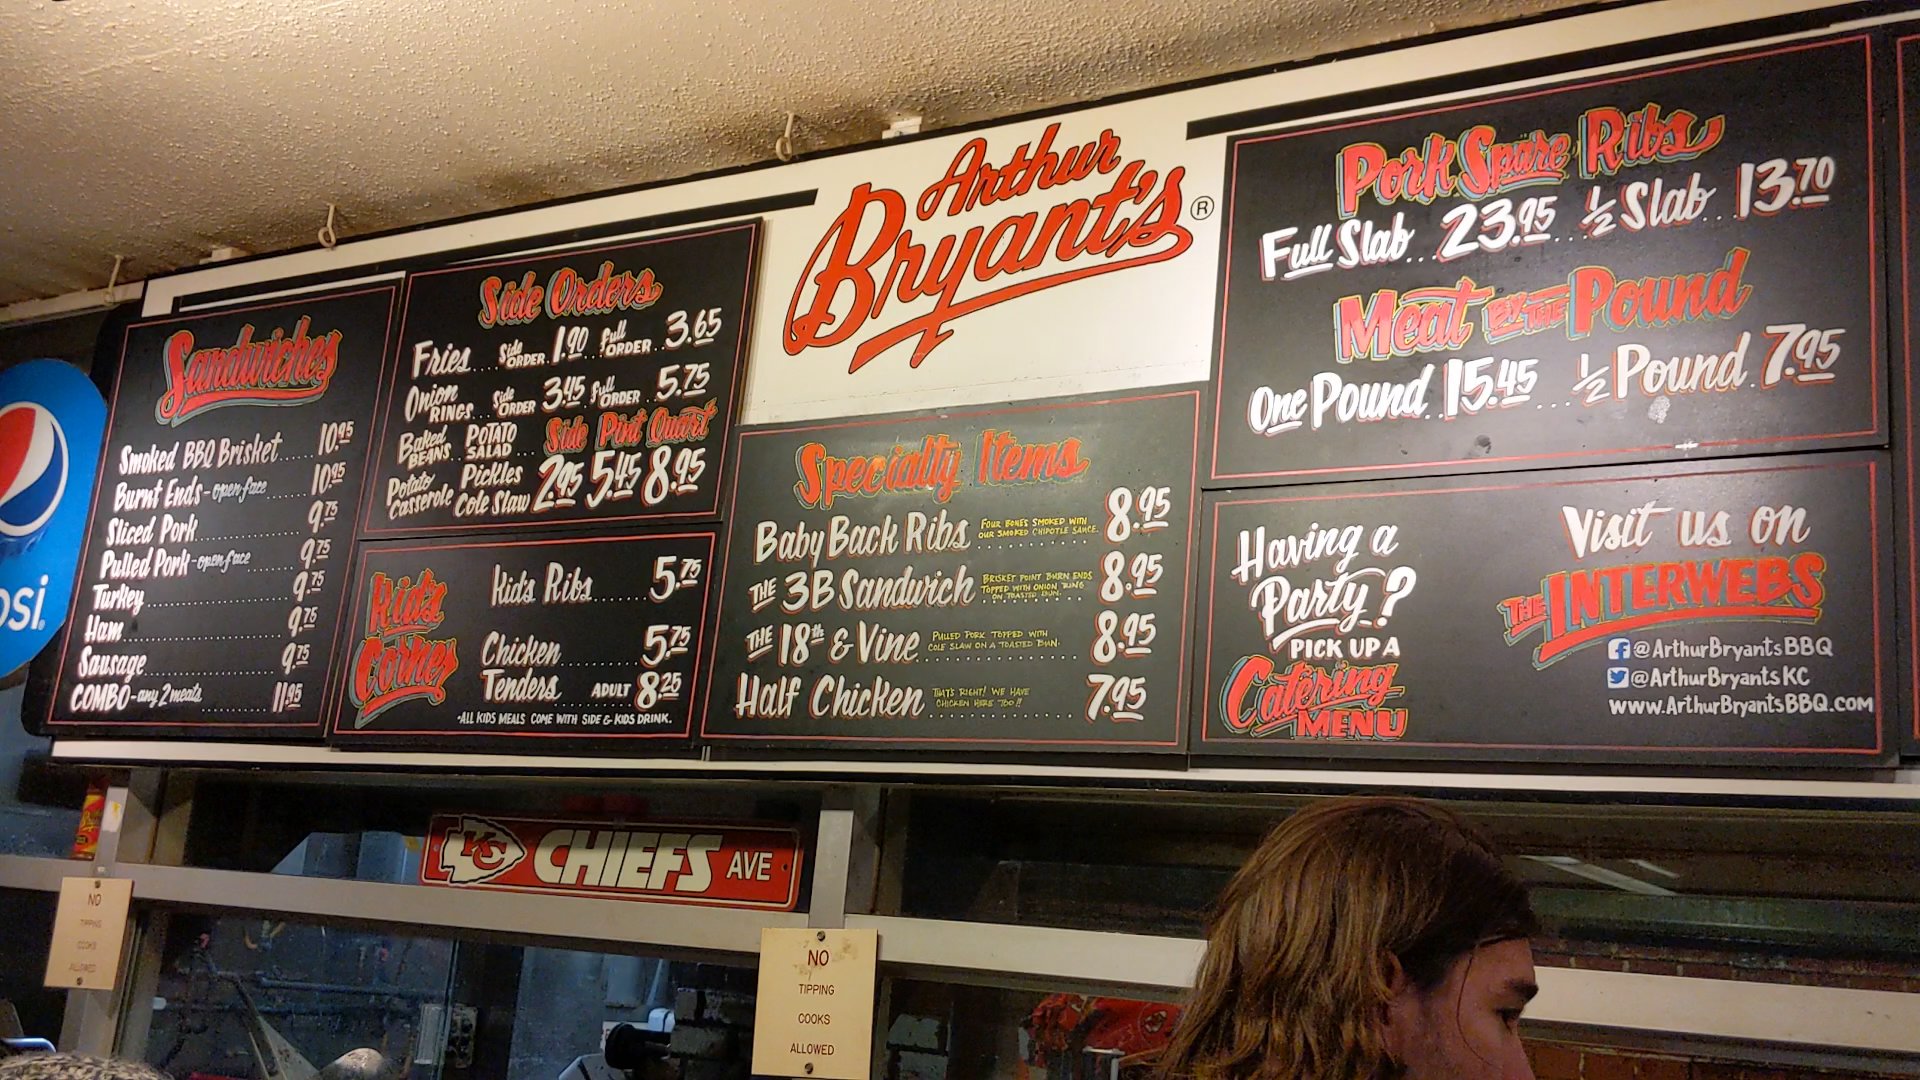 Arthur
Bryant's®
Sandwiches
Smoked BBQ Brisket.....10.95
Burnt Ends-open face......10.95
Sliced Pork...............9.75
Pulled Pork-open face.......9.75
Turkey..................9.75
Ham...................9.75
Sausage................9.75
COMBO-any 2 meats............11.95
Side Orders
Fries....Side ORDER.1.90...full ORDER..3.65
Onion RINGS...Side ORDER 3.45 full ORDER..5.75
Side Pint Quart
Baked BEANS POTATO SALAD...
Potato Casserole Pickles Cole Slaw 2.95 5.45 8.95
Kid's
Corner
Kid's Ribs.........5.75
Chicken Tenders..........5.75
ADULT 8.25
-ALL KIDS MEALS COME WITH SIDE & KIDS DRINK.
Specialty Items
Baby Back Ribs FOUR BONES SMOKED WITH OUR SMOKED CHIPOTLE SAUCE. 8.95
THE 3B Sandwich BRISKET POINT BURN ENDS TOPPED WITH ONION RING ON TOASTED BUN. 8.95
THE 18th & Vine PULLED PORK TOPPED WITH COLE SLAW ON A TOASTED BUN. 8.95
Half Chicken THAT'S RIGHT! WE HAVE CHICKEN HERE TOO!! 7.95
Pork Spare Ribs
Full Slab...23.95...½ Slab...13.70
Meat BY THE Pound
One Pound..15.45...½ Pound.7.95
Having a
Party?
PICK UP A
Catering
MENU
Visit us on
THE INTERWEBS
@ArthurBryantsBBQ
@ArthurBryantsKC
www.ArthurBryantsBBQ.com
psi
KC CHIEFS AVE
NO
TIPPING
COOKS
ALLOWED
NO
TIPPING
COOKS
ALLOWED